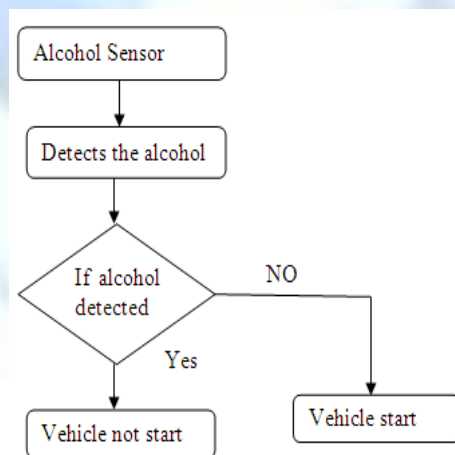 Alcohol Sensor
Detects the alcohol
If alcohol
detected
NO
Yes
Vehicle not start
Vehicle start